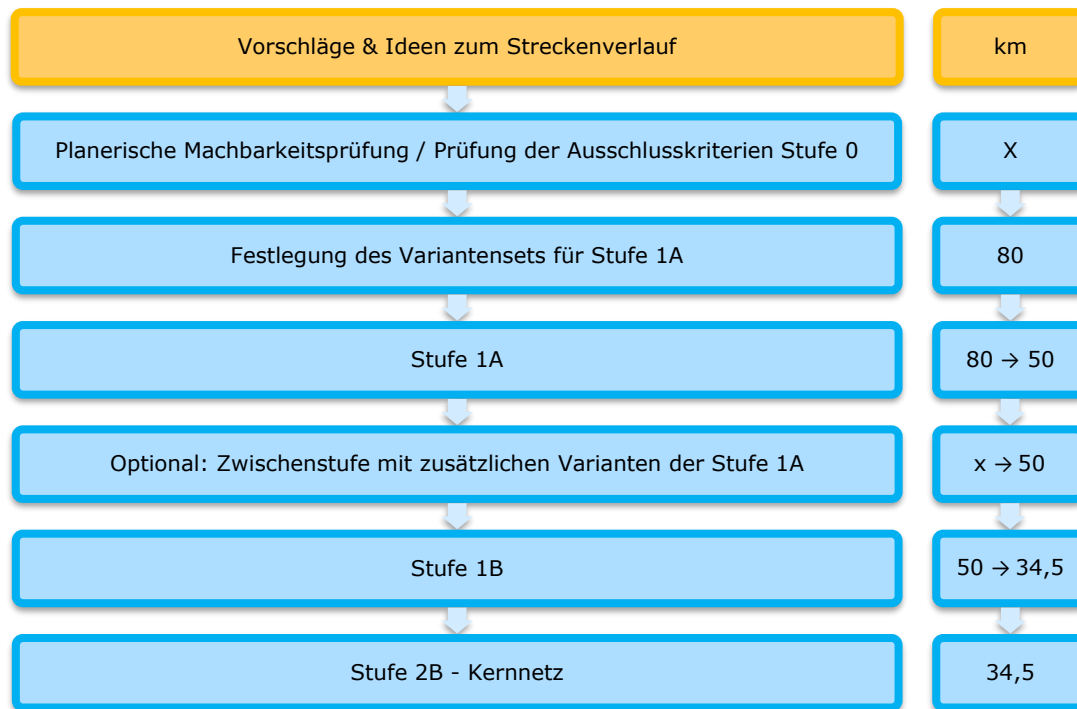 Vorschläge & Ideen zum Streckenverlauf
km
Planerische Machbarkeitsprüfung / Prüfung der Ausschlusskriterien Stufe 0
X
Festlegung des Variantensets für Stufe 1A
80
Stufe 1A
80 → 50
Optional: Zwischenstufe mit zusätzlichen Varianten der Stufe 1A
x → 50
Stufe 1B
50 → 34,5
Stufe 2B - Kernnetz
34,5